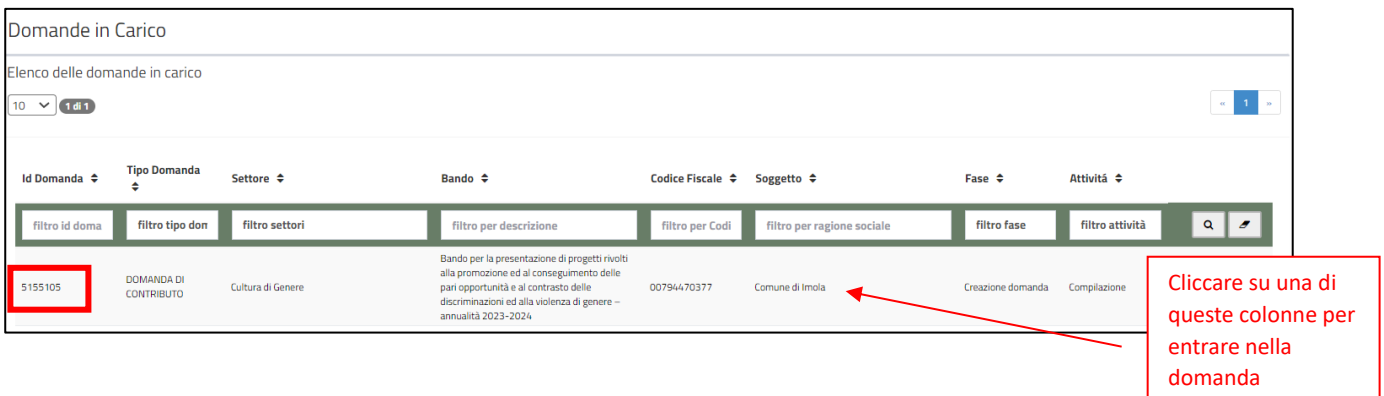 Domande in Carico
Elenco delle domande in carico
10 1 di 1
« 1 »
Id Domanda Tipo Domanda Settore Bando Codice Fiscale Soggetto Fase Attivitá
filtro id doma filtro tipo dom filtro settori filtro per descrizione filtro per Codi filtro per ragione sociale filtro fase filtro attività
5155105 DOMANDA DI
CONTRIBUTO
Cultura di Genere
Bando per la presentazione di progetti rivolti
alla promozione ed al conseguimento delle
pari opportunità e al contrasto delle
discriminazioni ed alla violenza di genere –
annualità 2023-2024
00794470377 Comune di Imola Creazione domanda Compilazione
Cliccare su una di
queste colonne per
entrare nella
domanda